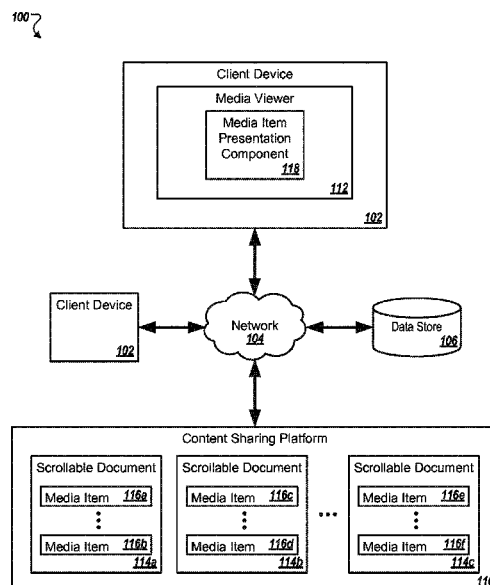 100
Client Device
Media Viewer
Media Item
Presentation
Component
118
112
102
Client Device
102
Network
104
Data Store
106
Content Sharing Platform
Scrollable Document
Media Item 116a
Media Item 116b
114a
Scrollable Document
Media Item 116c
Media Item 116d
114b
Scrollable Document
Media Item 116e
Media Item 116f
114c
110